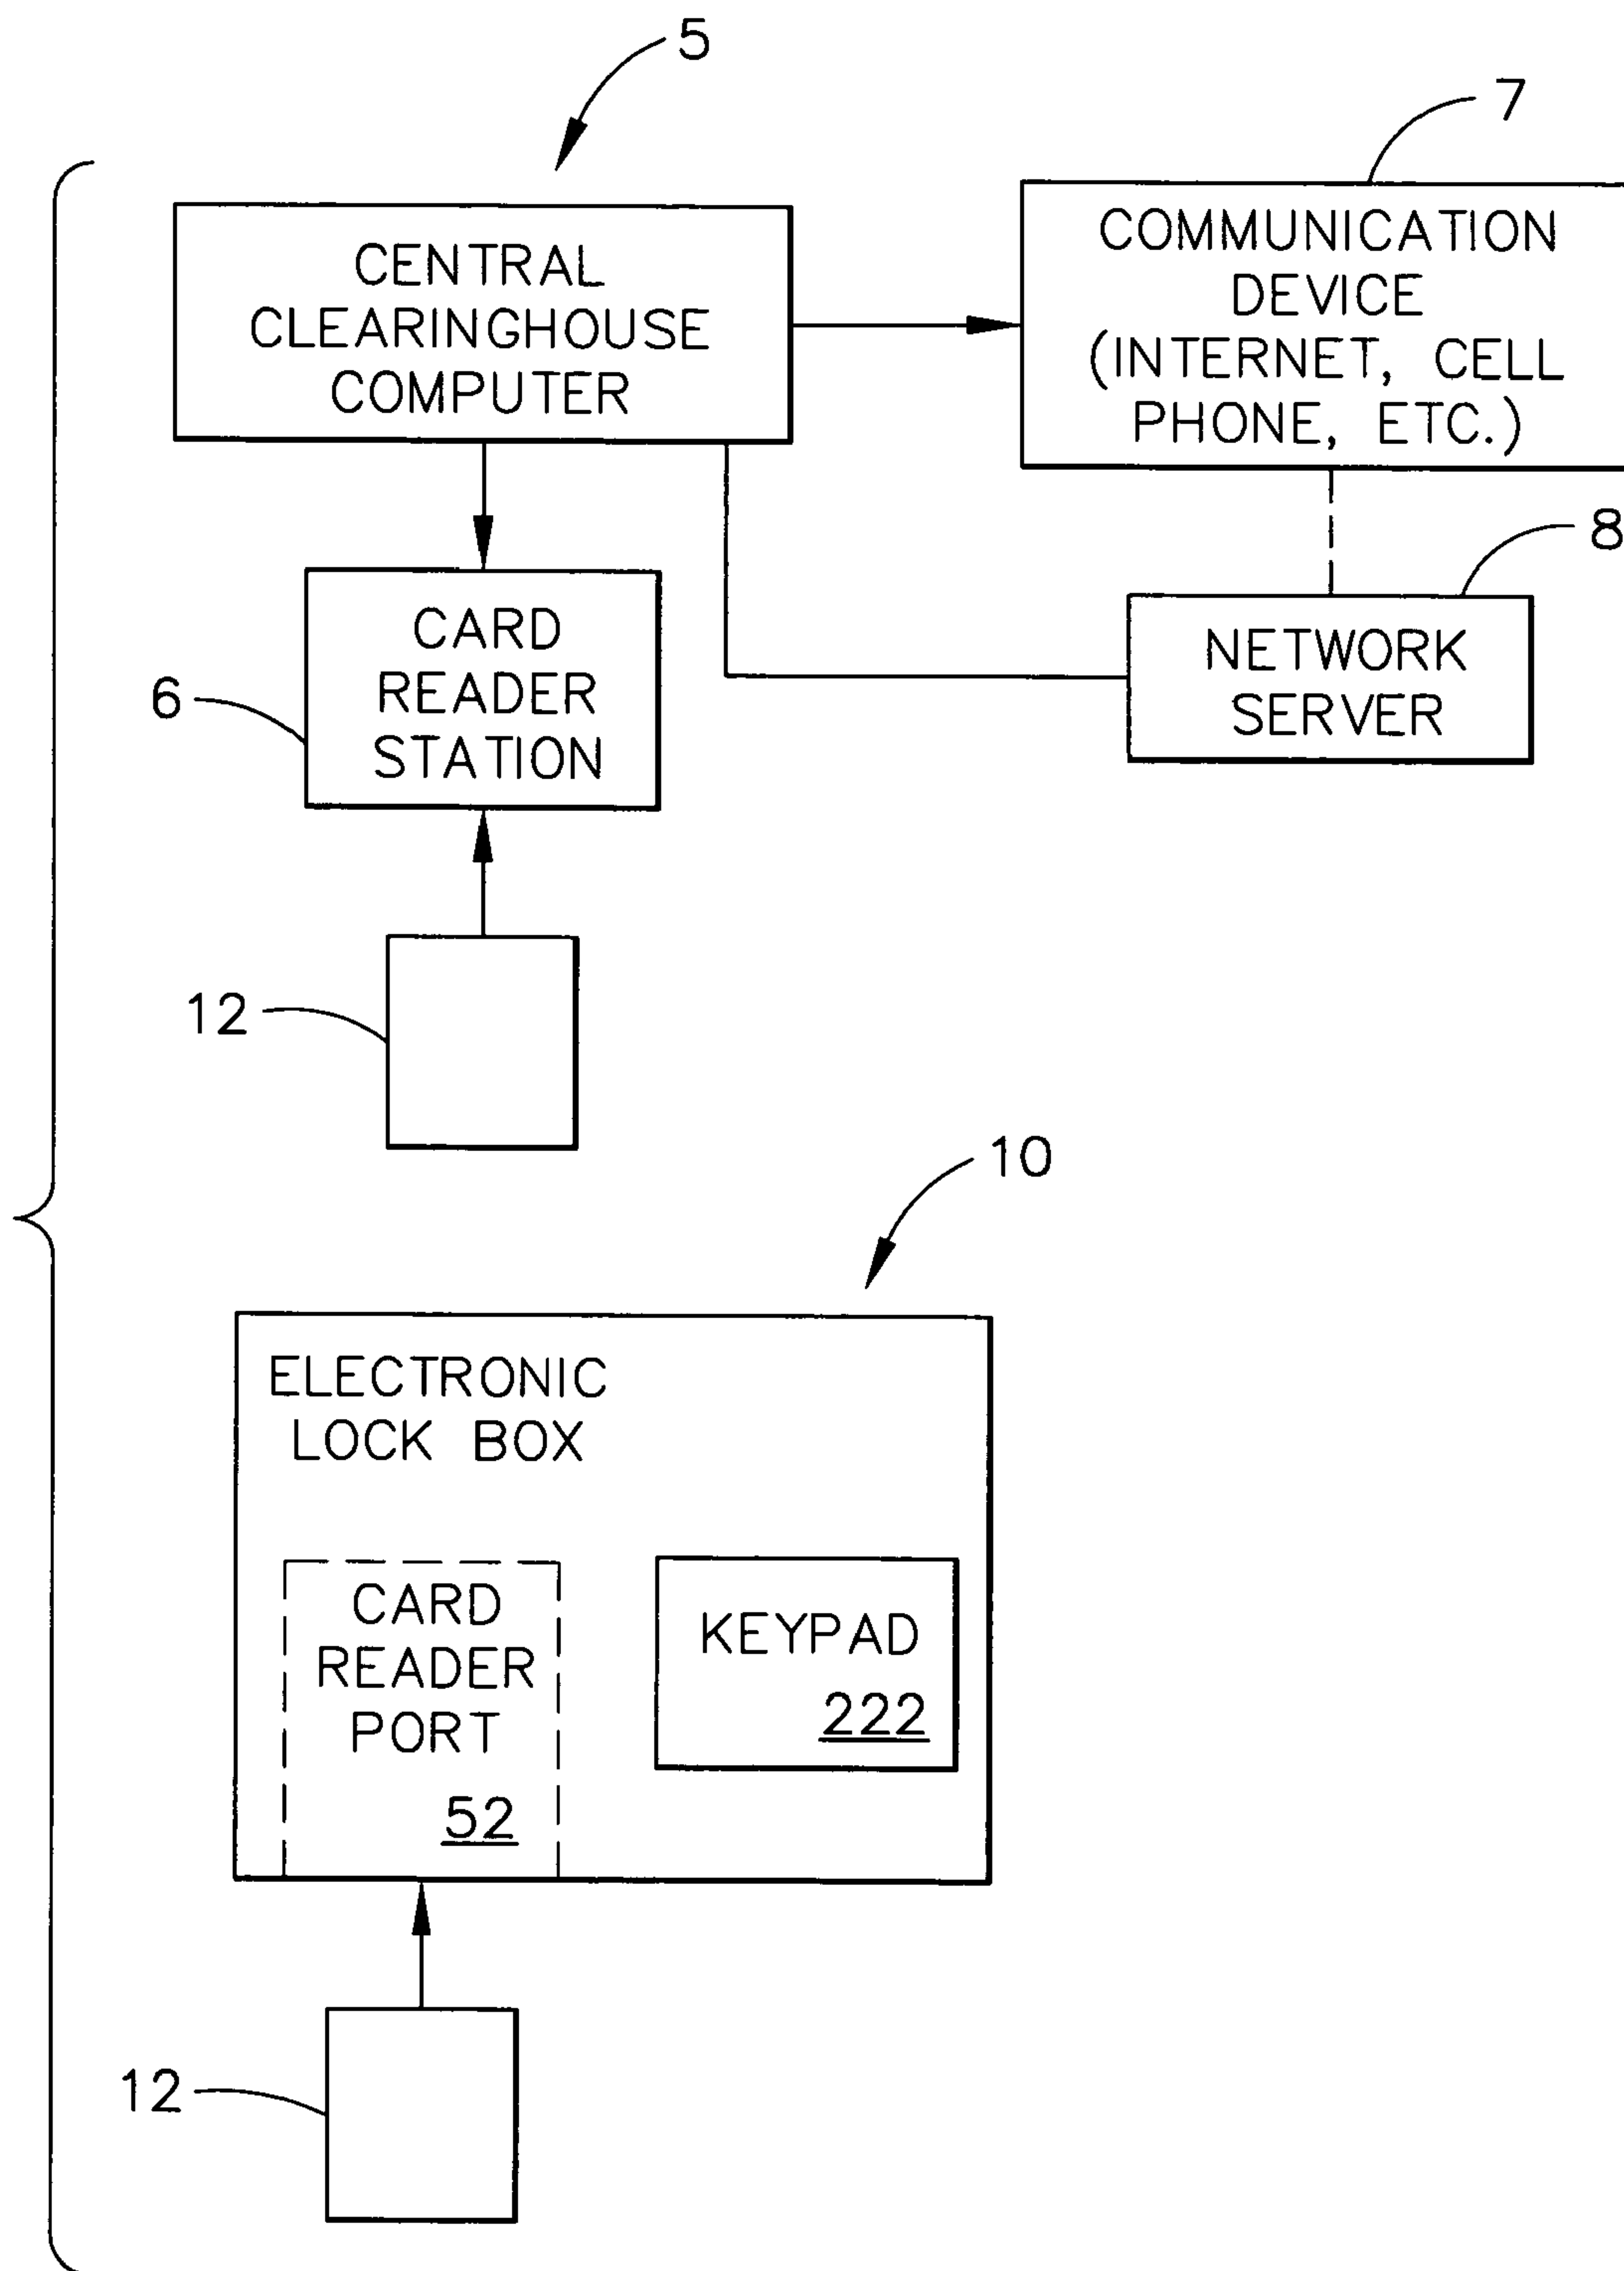 5
7
CENTRAL
CLEARINGHOUSE
COMPUTER
COMMUNICATION
DEVICE
(INTERNET, CELL
PHONE, ETC.)
8
CARD
READER
STATION
6
NETWORK
SERVER
12
10
ELECTRONIC
LOCK BOX
CARD
READER
PORT
52
KEYPAD
222
12